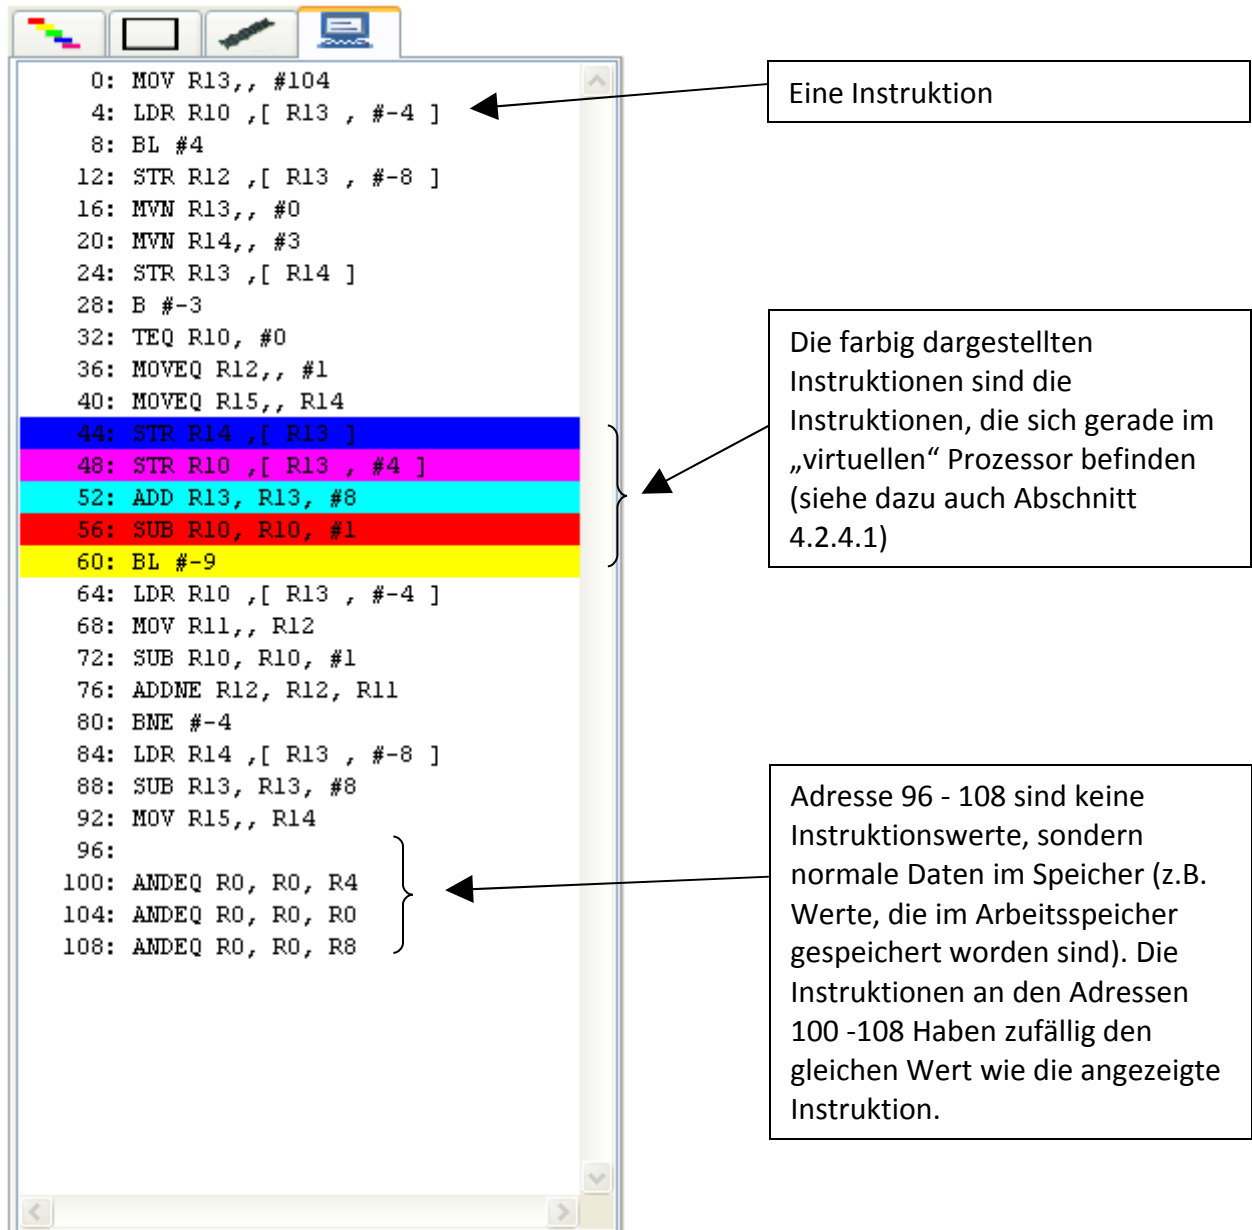 0: MOV R13,, #104
4: LDR R10 ,[ R13 , #-4 ]
8: BL #4
12: STR R12 ,[ R13 , #-8 ]
16: MVN R13,, #0
20: MVN R14,, #3
24: STR R13 ,[ R14 ]
28: B #-3
32: TEQ R10, #0
36: MOVEQ R12,, #1
40: MOVEQ R15,, R14
44: STR R14 ,[ R13 ]
48: STR R10 ,[ R13 , #4 ]
52: ADD R13, R13, #8
56: SUB R10, R10, #1
60: BL #-9
64: LDR R10 ,[ R13 , #-4 ]
68: MOV R11,, R12
72: SUB R10, R10, #1
76: ADDNE R12, R12, R11
80: BNE #-4
84: LDR R14 ,[ R13 , #-8 ]
88: SUB R13, R13, #8
92: MOV R15,, R14
96:
100: ANDEQ R0, R0, R4
104: ANDEQ R0, R0, R0
108: ANDEQ R0, R0, R8
Eine Instruktion
Die farbig dargestellten
Instruktionen sind die
Instruktionen, die sich gerade im
„virtuellen“ Prozessor befinden
(siehe dazu auch Abschnitt
4.2.4.1)
Adresse 96 - 108 sind keine
Instruktionswerte, sondern
normale Daten im Speicher (z.B.
Werte, die im Arbeitsspeicher
gespeichert worden sind). Die
Instruktionen an den Adressen
100 -108 Haben zufällig den
gleichen Wert wie die angezeigte
Instruktion.